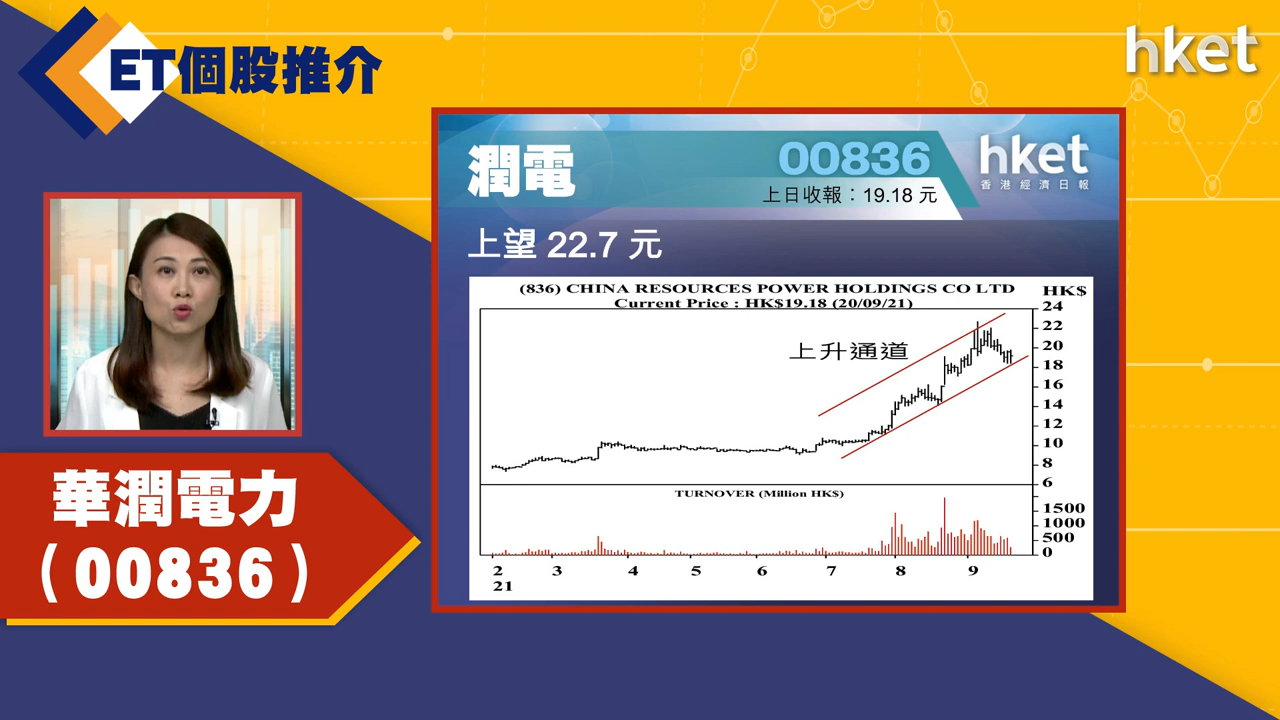 ET個股推介
hket
潤電
00836
上日收報：19.18 元
hket
香港經濟日報
上望 22.7 元
(836) CHINA RESOURCES POWER HOLDINGS CO LTD
Current Price : HK$19.18 (20/09/21)
HK$
24
22
20
18
16
14
12
10
8
6
上升通道
TURNOVER (Million HK$)
1500
1000
500
0
2 3 4 5 6 7 8 9
21
華潤電力
(00836)